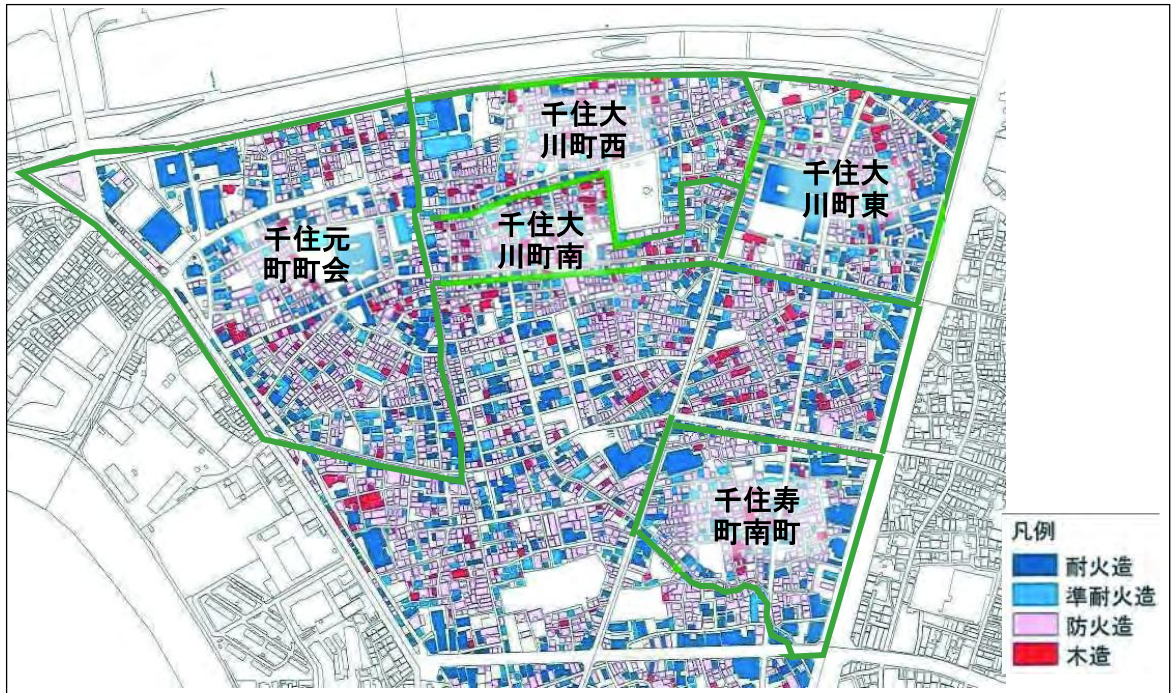 千住大
川町西
千住大
川町東
千住大
川町南
千住元
町町会
千住寿
町南町
凡例
耐火造
準耐火造
防火造
木造